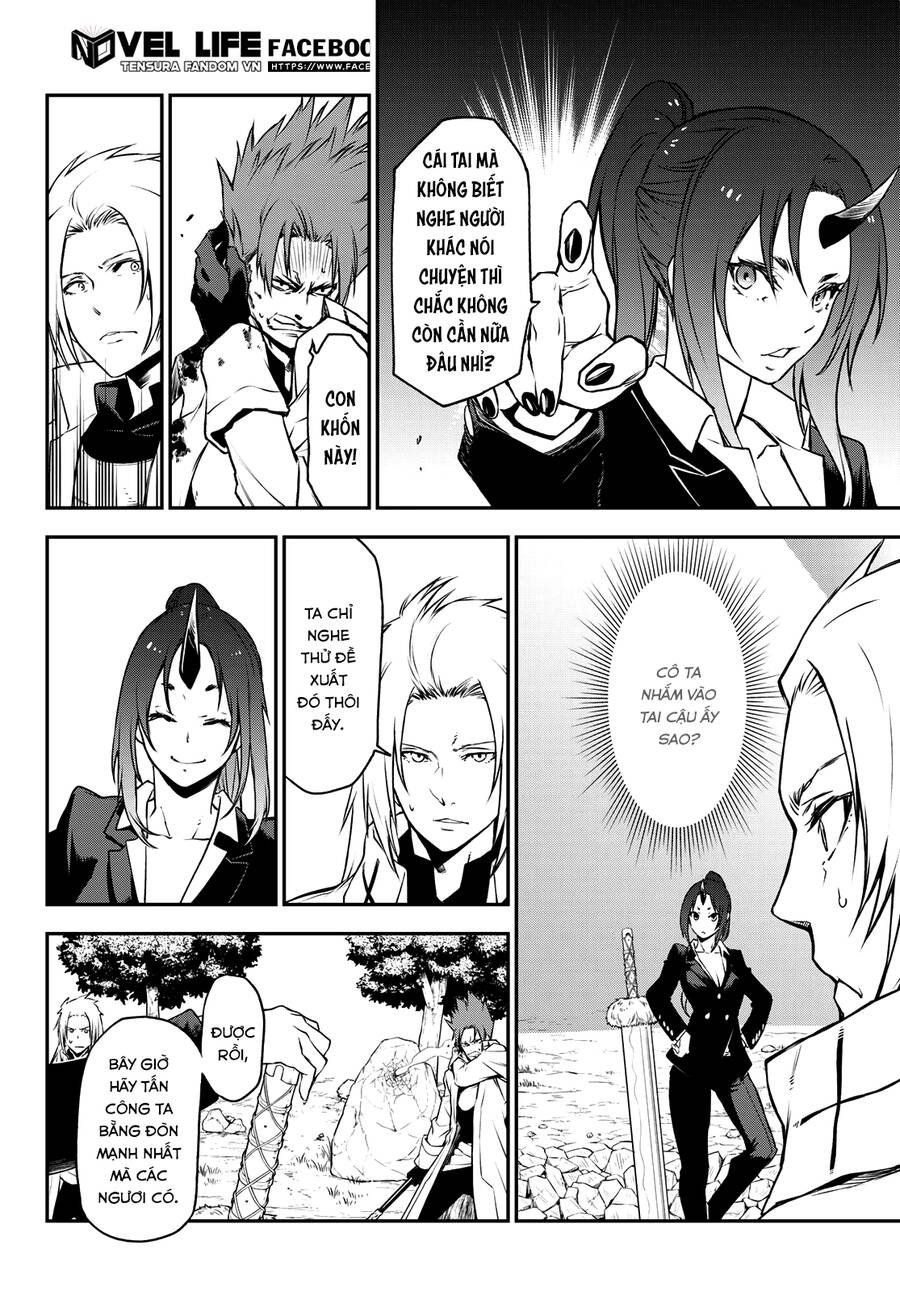 NOVEL LIFE FACEBOO
TENSURA FANDOM VN HTTPS://WWW.FACE
CÁI TAI MÀ
KHÔNG BIẾT
NGHE NGƯỜI
KHÁC NÓI
CHUYỆN THÌ
CHẮC KHÔNG
CÒN CẦN NỮA
ĐÂU NHỈ?
CON
KHỐN
NÀY!
CÔ TA
NHẮM VÀO
TAI CẬU ẤY
SAO?
TA CHỈ
NGHE
THỬ ĐỀ
XUẤT
ĐÓ THÔI
ĐẤY.
ĐƯỢC
RỒI,
BÂY GIỜ
HÃY TẤN
CÔNG TA
BẰNG ĐÒN
MẠNH NHẤT
MÀ CÁC
NGƯƠI CÓ.